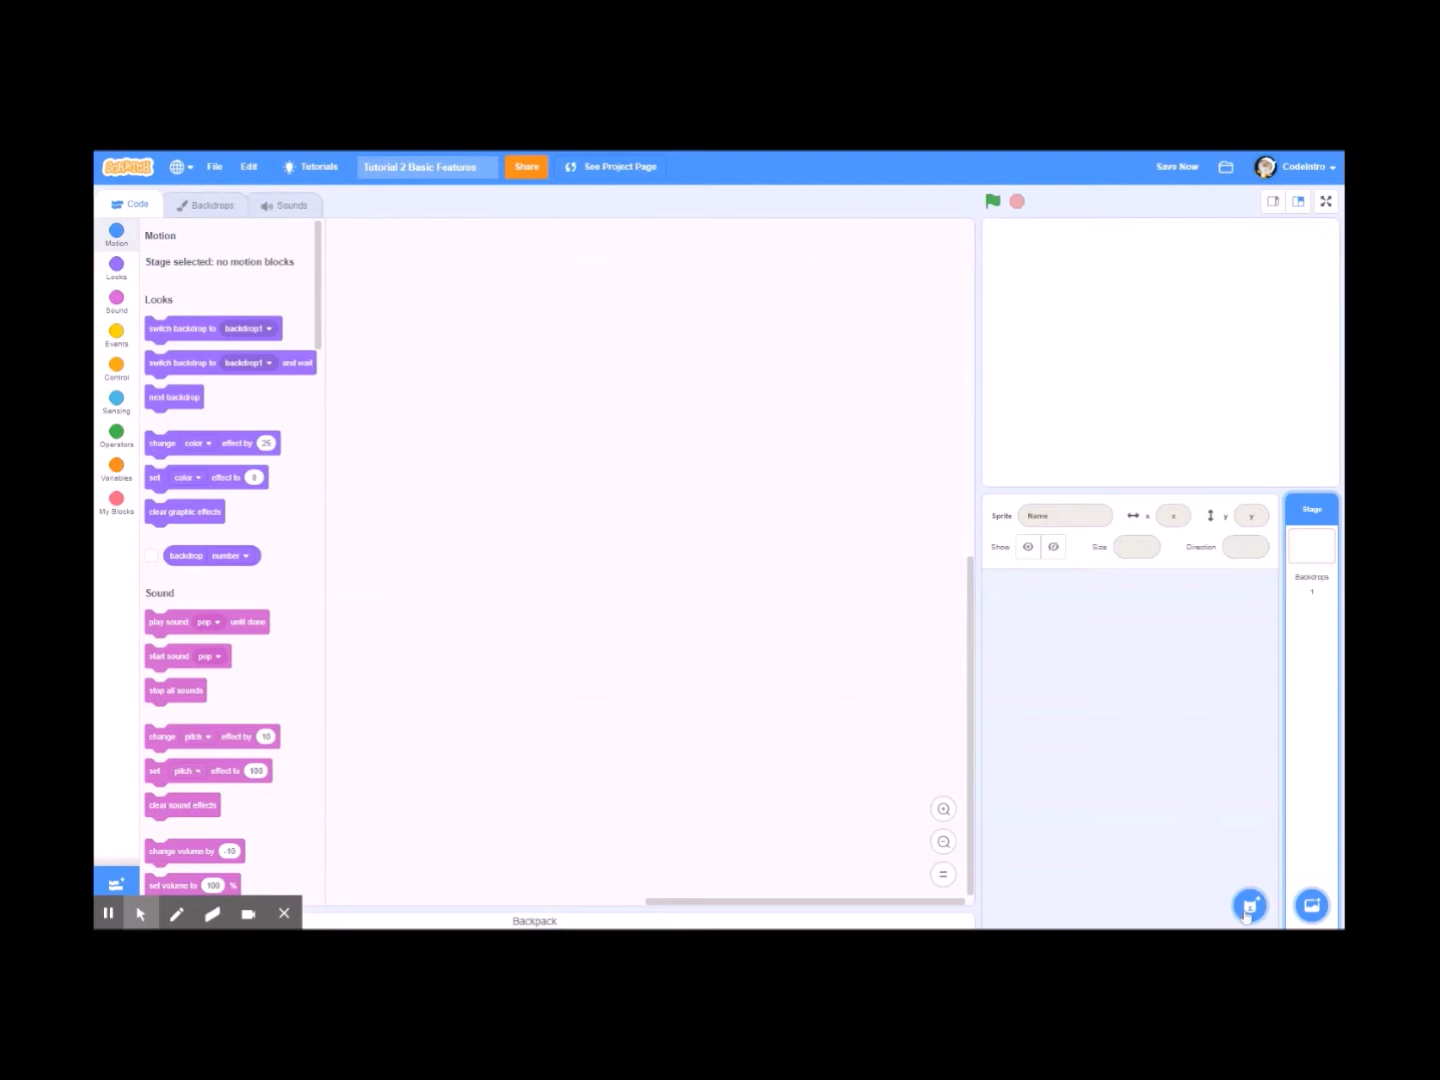 SCRATCH File Edit Tutorials Tutorial 2 Basic Features Share See Project Page Save Now CodeIntro
Code Backdrops Sounds
Motion
Looks
Sound
Events
Control
Sensing
Operators
Variables
My Blocks
Motion
Stage selected: no motion blocks
Looks
switch backdrop to backdrop1
switch backdrop to backdrop1 and wait
next backdrop
change color effect by 25
set color effect to 0
clear graphic effects
backdrop number
Sound
play sound pop until done
start sound pop
stop all sounds
change pitch effect by 10
set pitch effect to 100
clear sound effects
change volume by -10
set volume to 100 %
Backpack
Sprite Name x x y y
Show Size Direction
Stage
Backdrops
1